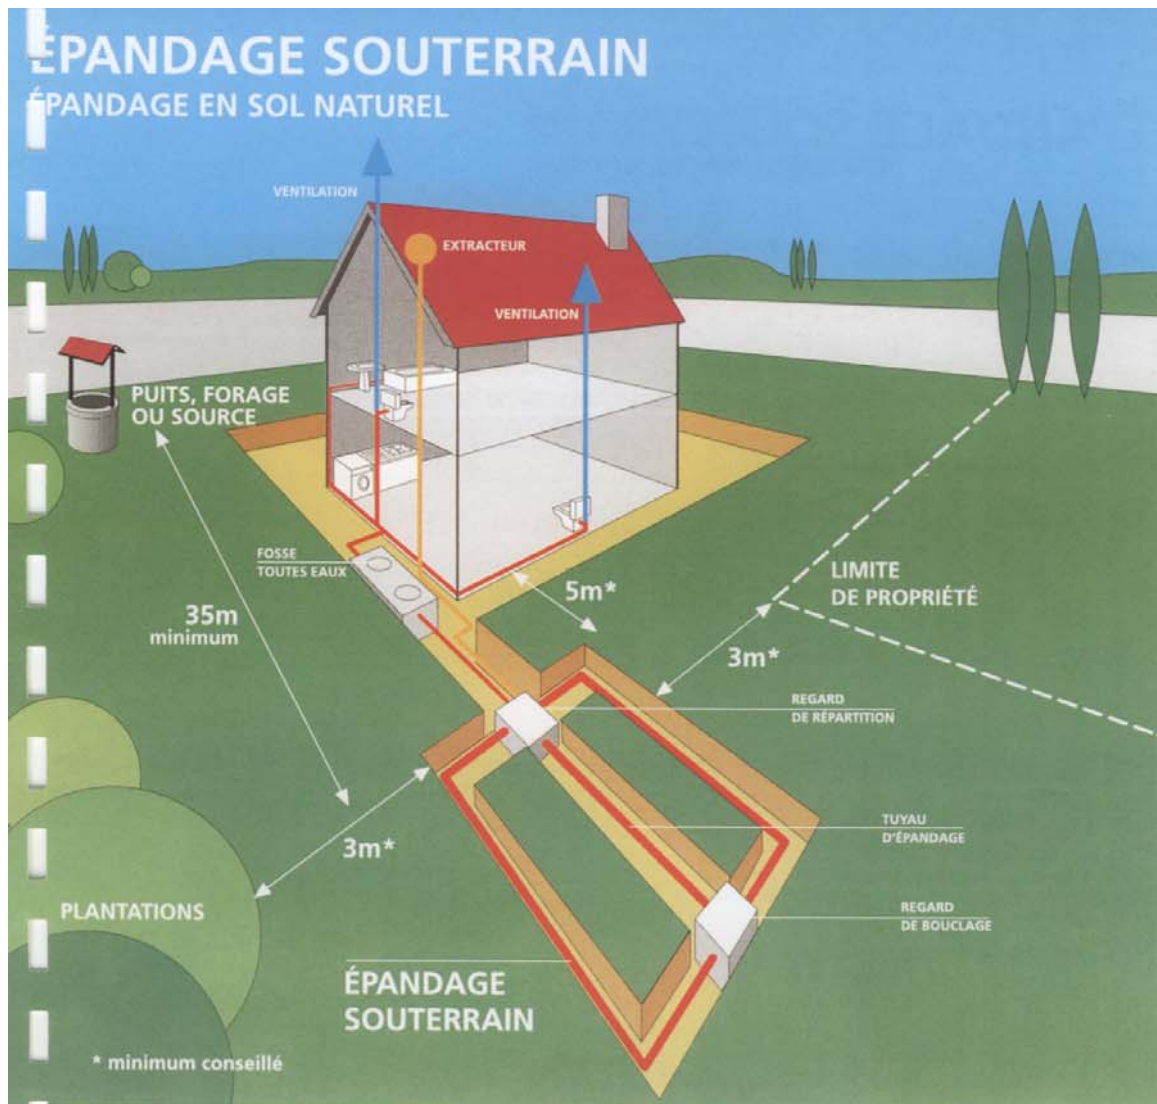 ÉPANDAGE SOUTERRAIN
ÉPANDAGE EN SOL NATUREL
VENTILATION
EXTRACTEUR
VENTILATION
PUITS, FORAGE
OU SOURCE
FOSSE
TOUTES EAUX
35m
minimum
5m*
LIMITE
DE PROPRIÉTÉ
3m*
REGARD
DE RÉPARTITION
TUYAU
D'ÉPANDAGE
3m*
REGARD
DE BOUCLAGE
PLANTATIONS
ÉPANDAGE
SOUTERRAIN
* minimum conseillé